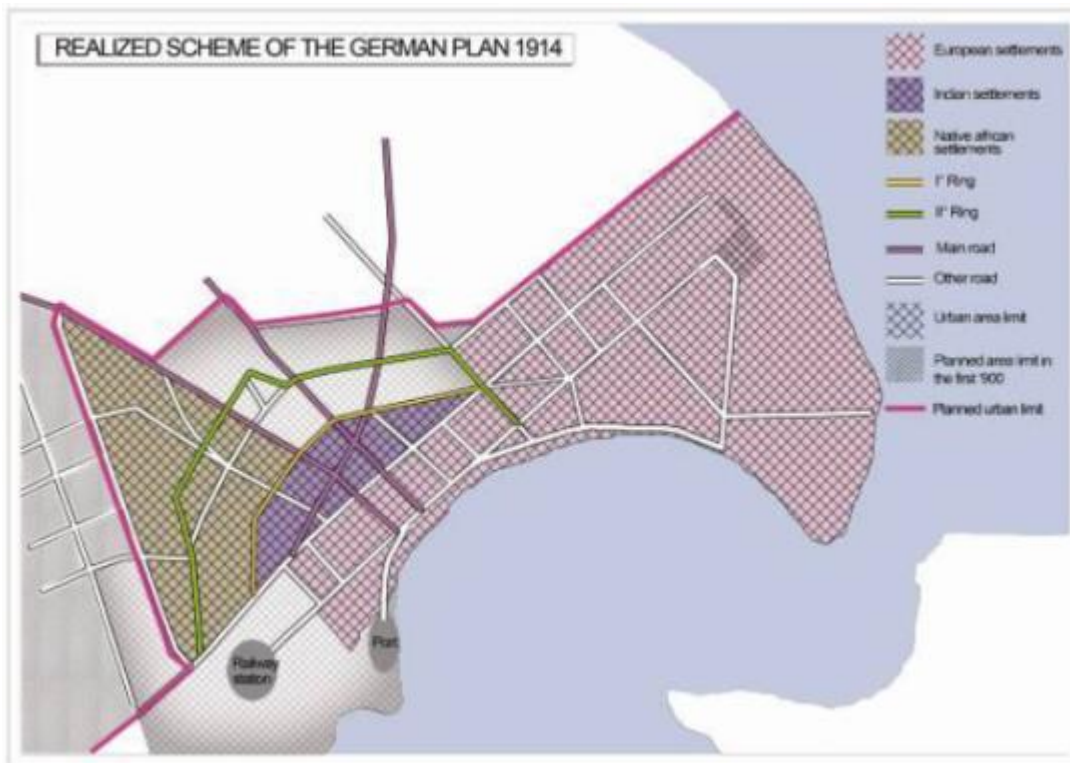 REALIZED SCHEME OF THE GERMAN PLAN 1914
European settlements
Indian settlements
Native african
settlements
I° Ring
II° Ring
Main road
Other road
Urban area limit
Planned area limit in
the first '900
Planned urban limit
Railway
station
Port